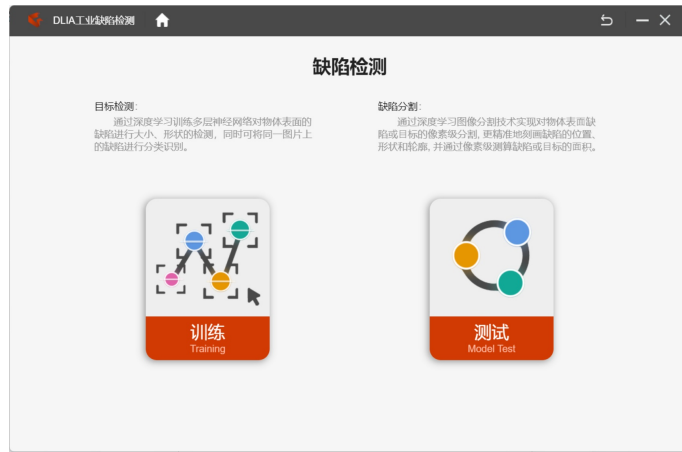 DLIA工业缺陷检测
缺陷检测
目标检测:
通过深度学习训练多层神经网络对物体表面的
缺陷进行大小、形状的检测，同时可将同一图片上
的缺陷进行分类识别。
缺陷分割:
通过深度学习图像分割技术实现对物体表面缺
陷或目标的像素级分割, 更精准地刻画缺陷的位置、
形状和轮廓, 并通过像素级测算缺陷或目标的面积。
训练
Training
测试
Model Test